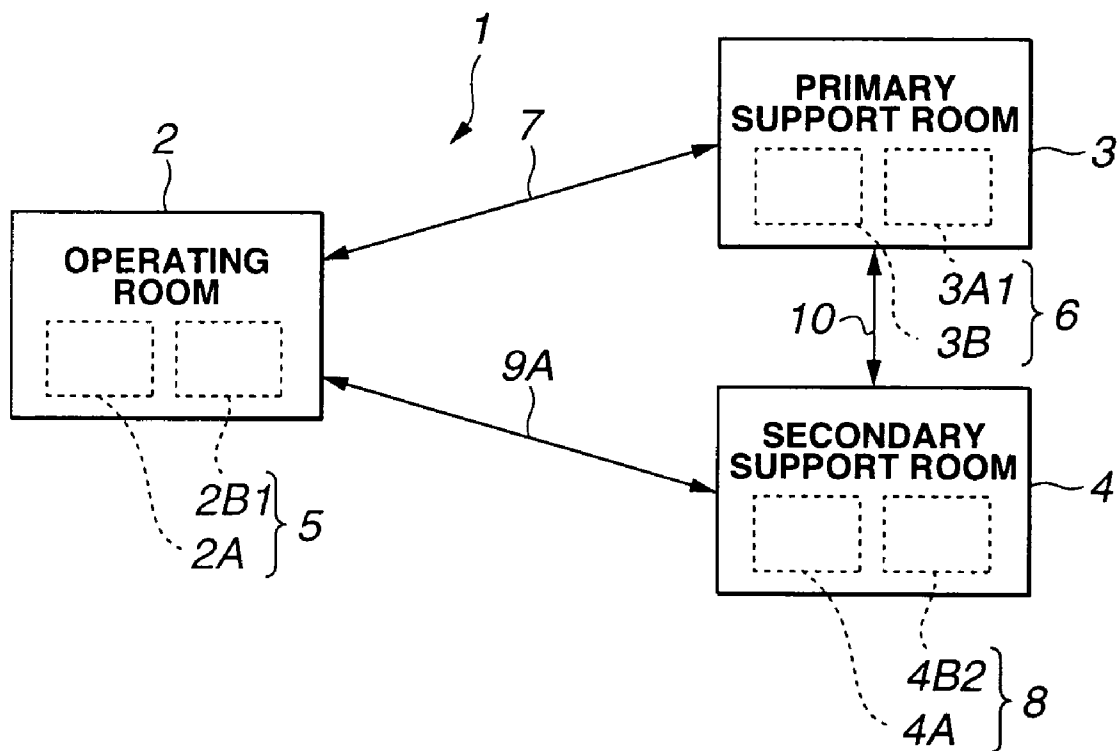 1
PRIMARY
SUPPORT ROOM
3
7
2
OPERATING
ROOM
3A1
3B
6
10
9A
SECONDARY
SUPPORT ROOM
4
2B1
2A
5
4B2
4A
8